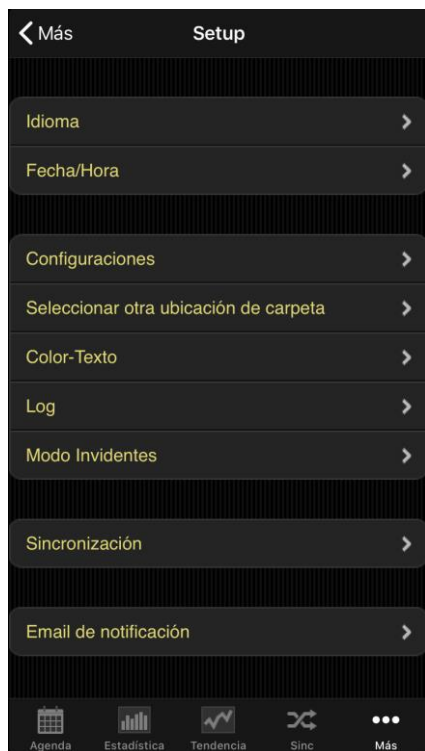 Más
Setup
Idioma
Fecha/Hora
Configuraciones
Seleccionar otra ubicación de carpeta
Color-Texto
Log
Modo Invidentes
Sincronización
Email de notificación
Agenda
Estadística
Tendencia
Sinc
Más